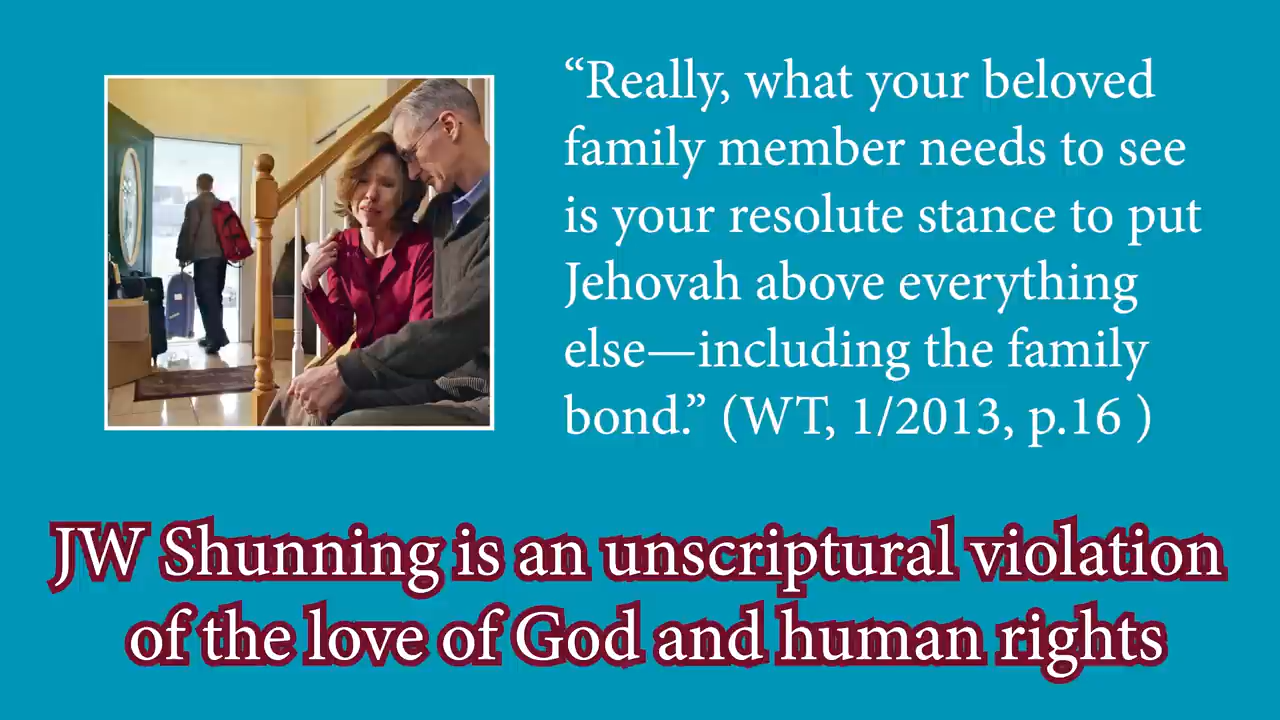 “Really, what your beloved
family member needs to see
is your resolute stance to put
Jehovah above everything
else—including the family
bond.” (WT, 1/2013, p.16 )
JW Shunning is an unscriptural violation
of the love of God and human rights